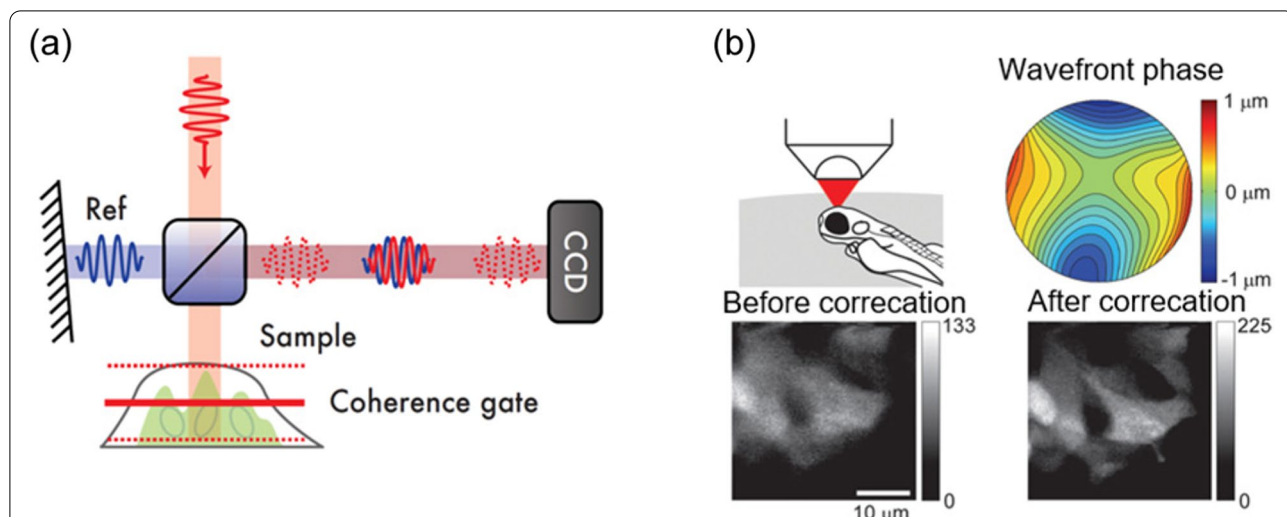 (a)
Ref
CCD
Sample
Coherence gate
(b)
Wavefront phase
1 μm
0 μm
-1 μm
Before correcation
133
0
10 μm
After correcation
225
0